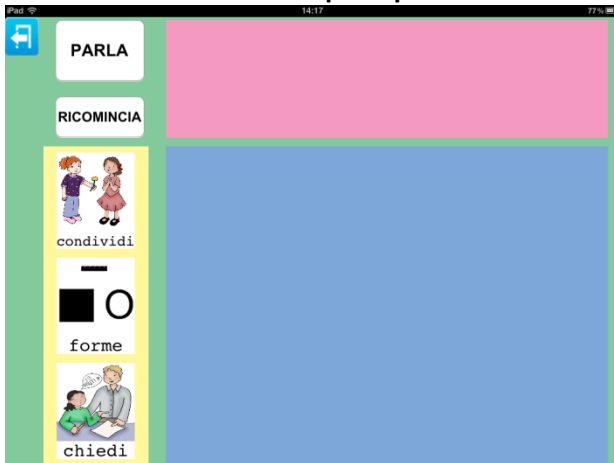 iPad 14:17 77%
PARLA
RICOMINCIA
condividi
forme
chiedi